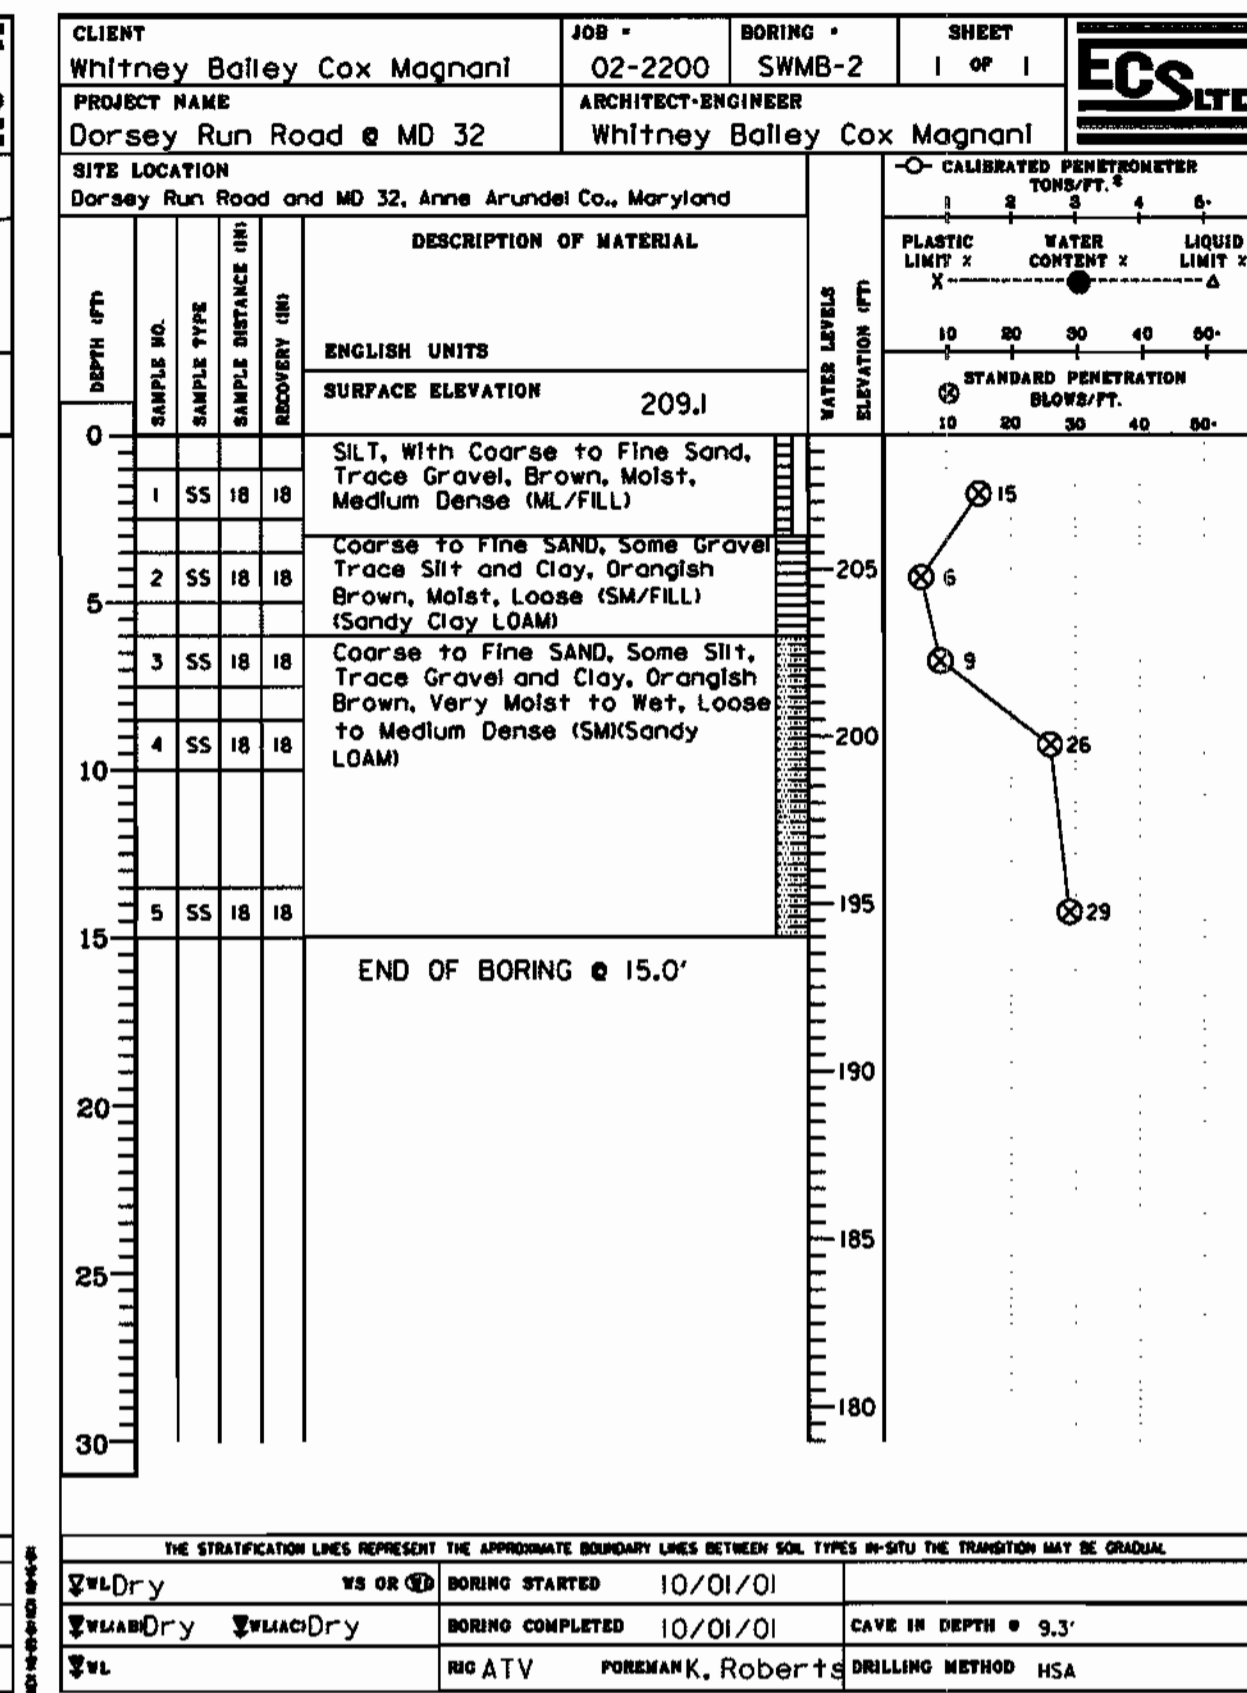 CLIENT
Whitney Bailey Cox Magnani
JOB #
02-2200
BORING #
SWMB-2
SHEET
1 OF 1
ECS LTD
PROJECT NAME
Dorsey Run Road @ MD 32
ARCHITECT-ENGINEER
Whitney Bailey Cox Magnani
SITE LOCATION
Dorsey Run Road and MD 32, Anne Arundel Co., Maryland
CALIBRATED PENETROMETER
TONS/FT.²
1 2 3 4 5+
PLASTIC LIMIT %
WATER CONTENT %
LIQUID LIMIT %
X
10 20 30 40 50+
STANDARD PENETRATION
BLOWS/FT.
10 20 30 40 50+
DEPTH (FT)
SAMPLE NO.
SAMPLE TYPE
SAMPLE DISTANCE (IN)
RECOVERY (IN)
DESCRIPTION OF MATERIAL
ENGLISH UNITS
SURFACE ELEVATION 209.1
WATER LEVELS
ELEVATION (FT)
0
SILT, With Coarse to Fine Sand,
Trace Gravel, Brown, Moist,
Medium Dense (ML/FILL)
1 SS 18 18
15
Coarse to Fine SAND, Some Gravel
Trace Silt and Clay, Orangish
Brown, Moist, Loose (SM/FILL)
(Sandy Clay LOAM)
2 SS 18 18
205
6
5
Coarse to Fine SAND, Some Silt,
Trace Gravel and Clay, Orangish
Brown, Very Moist to Wet, Loose
to Medium Dense (SM)(Sandy
LOAM)
3 SS 18 18
9
4 SS 18 18
200
26
10
5 SS 18 18
195
29
15
END OF BORING @ 15.0'
190
20
185
25
180
30
THE STRATIFICATION LINES REPRESENT THE APPROXIMATE BOUNDARY LINES BETWEEN SOIL TYPES IN-SITU THE TRANSITION MAY BE GRADUAL
WL Dry WS OR WD
BORING STARTED 10/01/01
WL(AB) Dry WL(AC) Dry
BORING COMPLETED 10/01/01
CAVE IN DEPTH @ 9.3'
WL
RIG ATV FOREMAN K. Roberts
DRILLING METHOD HSA